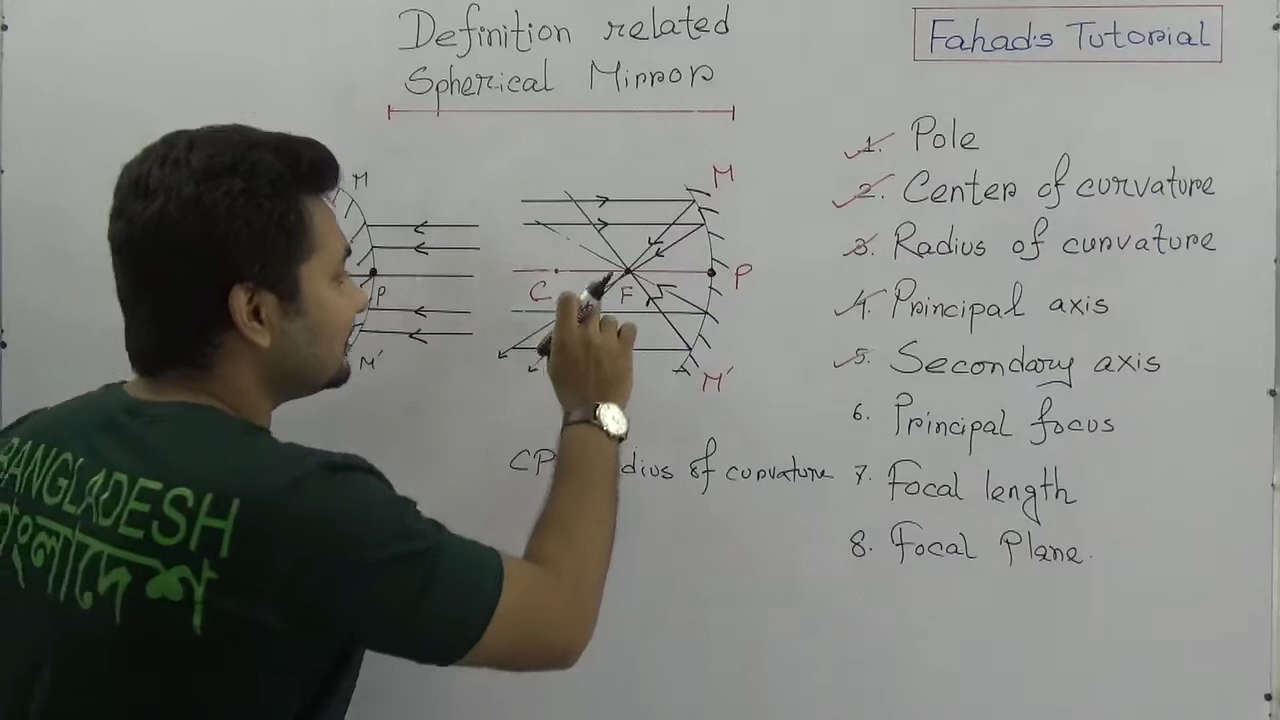 Definition related
Spherical Mirror
Fahad's Tutorial
1. Pole
2. Center of curvature
3. Radius of curvature
4. Principal axis
5. Secondary axis
6. Principal focus
7. Focal length
8. Focal Plane.
M
P
M'
M
C
F
P
M'
CP
dius of curvature
BANGLADESH
বাংলাদেশ